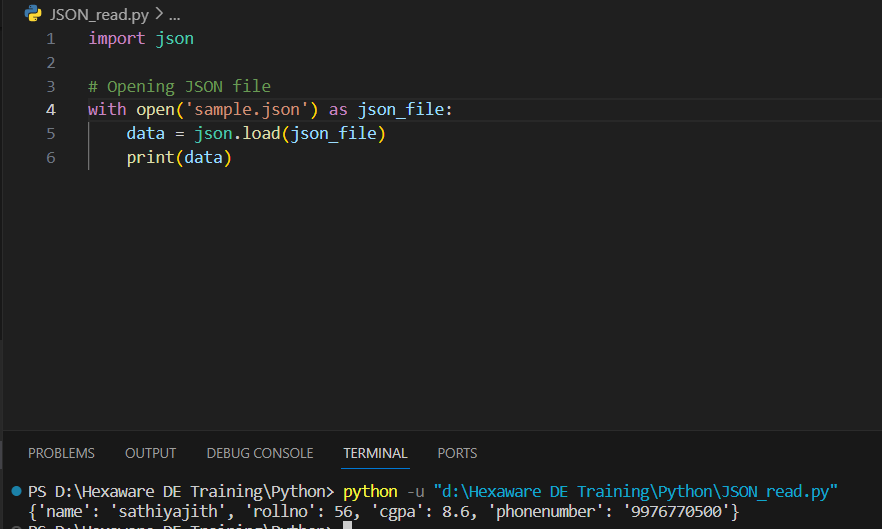 JSON_read.py > ...
1 import json
2
3 # Opening JSON file
4 with open('sample.json') as json_file:
5     data = json.load(json_file)
6     print(data)
PROBLEMS OUTPUT DEBUG CONSOLE TERMINAL PORTS
PS D:\Hexaware DE Training\Python> python -u "d:\Hexaware DE Training\Python\JSON_read.py"
{'name': 'sathiyajith', 'rollno': 56, 'cgpa': 8.6, 'phonenumber': '9976770500'}
PS D:\Hexaware DE Training\Python>